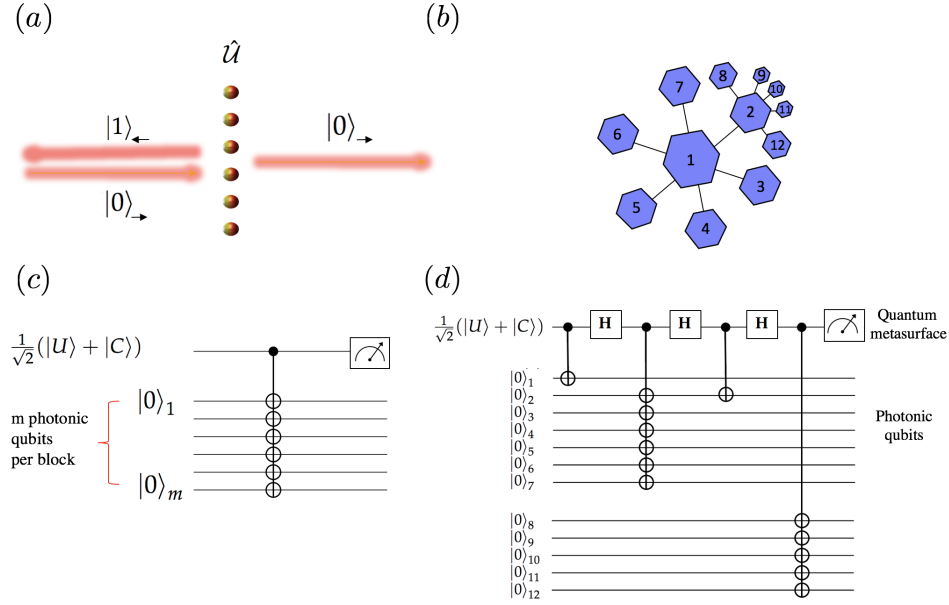 (a)
Û
|1⟩
|0⟩
|0⟩
(b)
1
2
3
4
5
6
7
8
9
10
11
12
(c)
1/√2(|U⟩ + |C⟩)
m photonic
qubits
per block
|0⟩₁
|0⟩ₘ
(d)
1/√2(|U⟩ + |C⟩)
H
H
H
Quantum
metasurface
|0⟩₁
|0⟩₂
|0⟩₃
|0⟩₄
|0⟩₅
|0⟩₆
|0⟩₇
Photonic
qubits
|0⟩₈
|0⟩₉
|0⟩₁₀
|0⟩₁₁
|0⟩₁₂